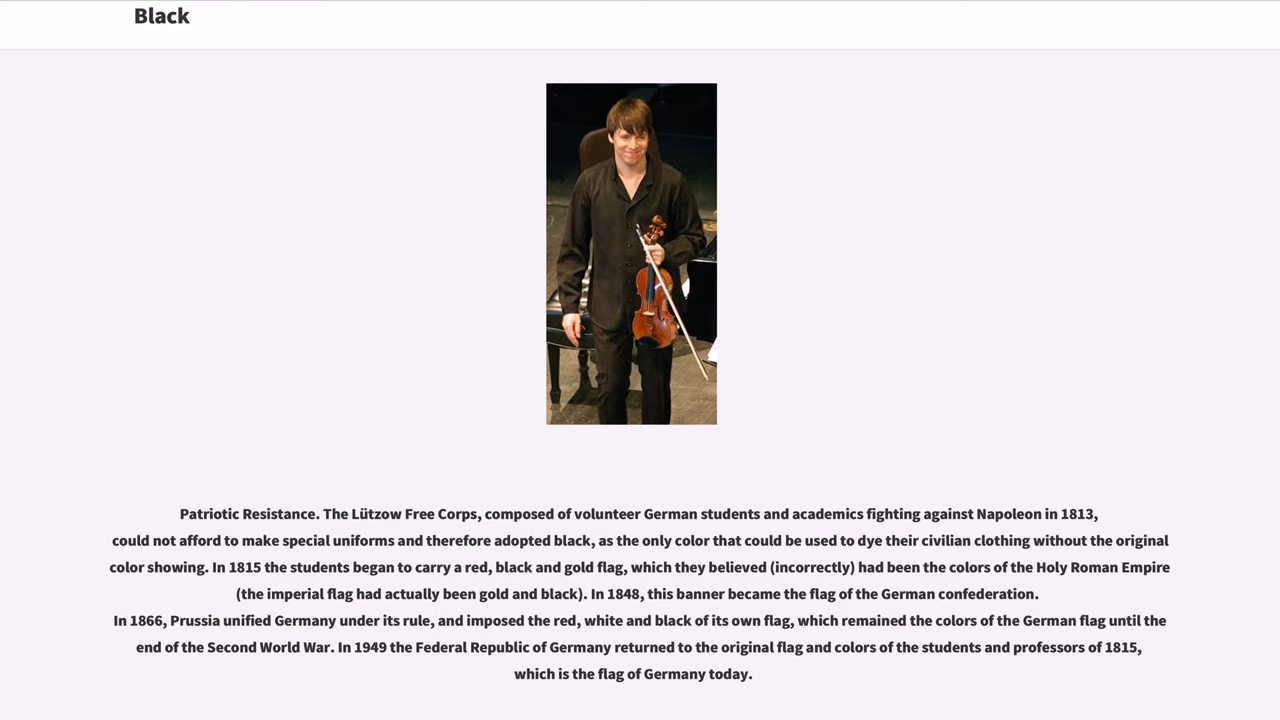 Black
Patriotic Resistance. The Lützow Free Corps, composed of volunteer German students and academics fighting against Napoleon in 1813,
could not afford to make special uniforms and therefore adopted black, as the only color that could be used to dye their civilian clothing without the original
color showing. In 1815 the students began to carry a red, black and gold flag, which they believed (incorrectly) had been the colors of the Holy Roman Empire
(the imperial flag had actually been gold and black). In 1848, this banner became the flag of the German confederation.
In 1866, Prussia unified Germany under its rule, and imposed the red, white and black of its own flag, which remained the colors of the German flag until the
end of the Second World War. In 1949 the Federal Republic of Germany returned to the original flag and colors of the students and professors of 1815,
which is the flag of Germany today.